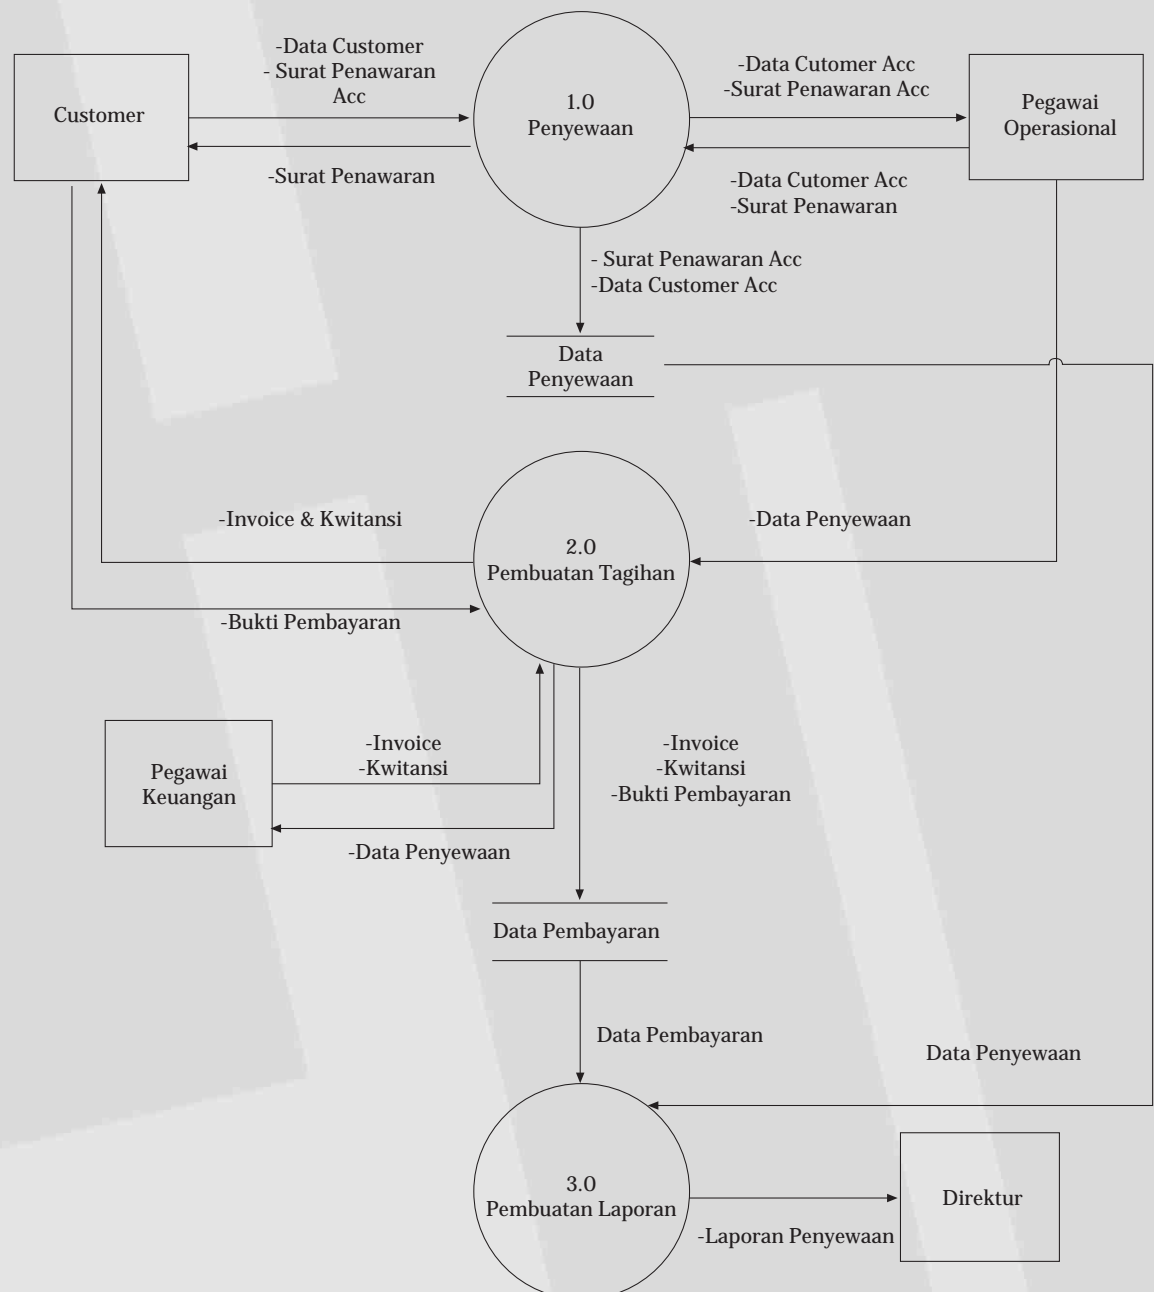 -Data Customer
- Surat Penawaran
Acc
-Data Cutomer Acc
-Surat Penawaran Acc
Customer
1.0
Penyewaan
Pegawai
Operasional
-Surat Penawaran
-Data Cutomer Acc
-Surat Penawaran
- Surat Penawaran Acc
-Data Customer Acc
Data
Penyewaan
-Invoice & Kwitansi
-Data Penyewaan
2.0
Pembuatan Tagihan
-Bukti Pembayaran
-Invoice
-Kwitansi
-Invoice
-Kwitansi
-Bukti Pembayaran
Pegawai
Keuangan
-Data Penyewaan
Data Pembayaran
Data Pembayaran
Data Penyewaan
3.0
Pembuatan Laporan
Direktur
-Laporan Penyewaan